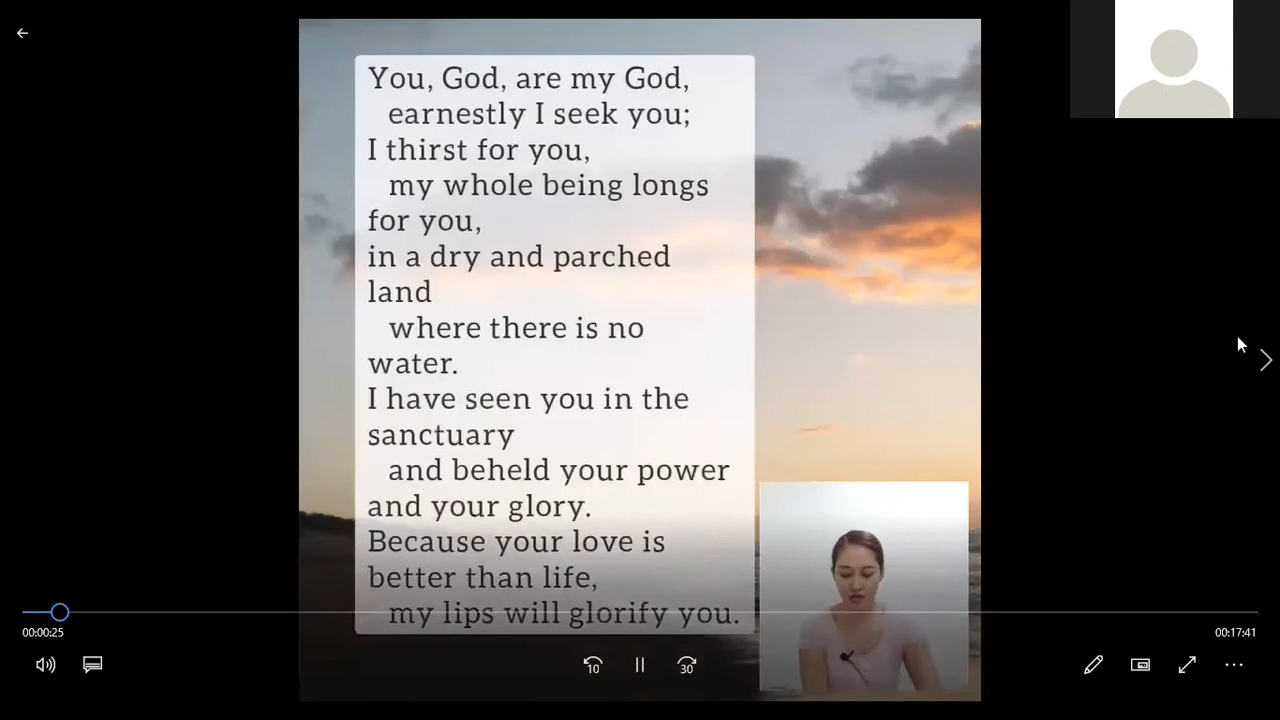 You, God, are my God,
earnestly I seek you;
I thirst for you,
my whole being longs
for you,
in a dry and parched
land
where there is no
water.
I have seen you in the
sanctuary
and beheld your power
and your glory.
Because your love is
better than life,
my lips will glorify you.
00:00:25
00:17:41
10
30